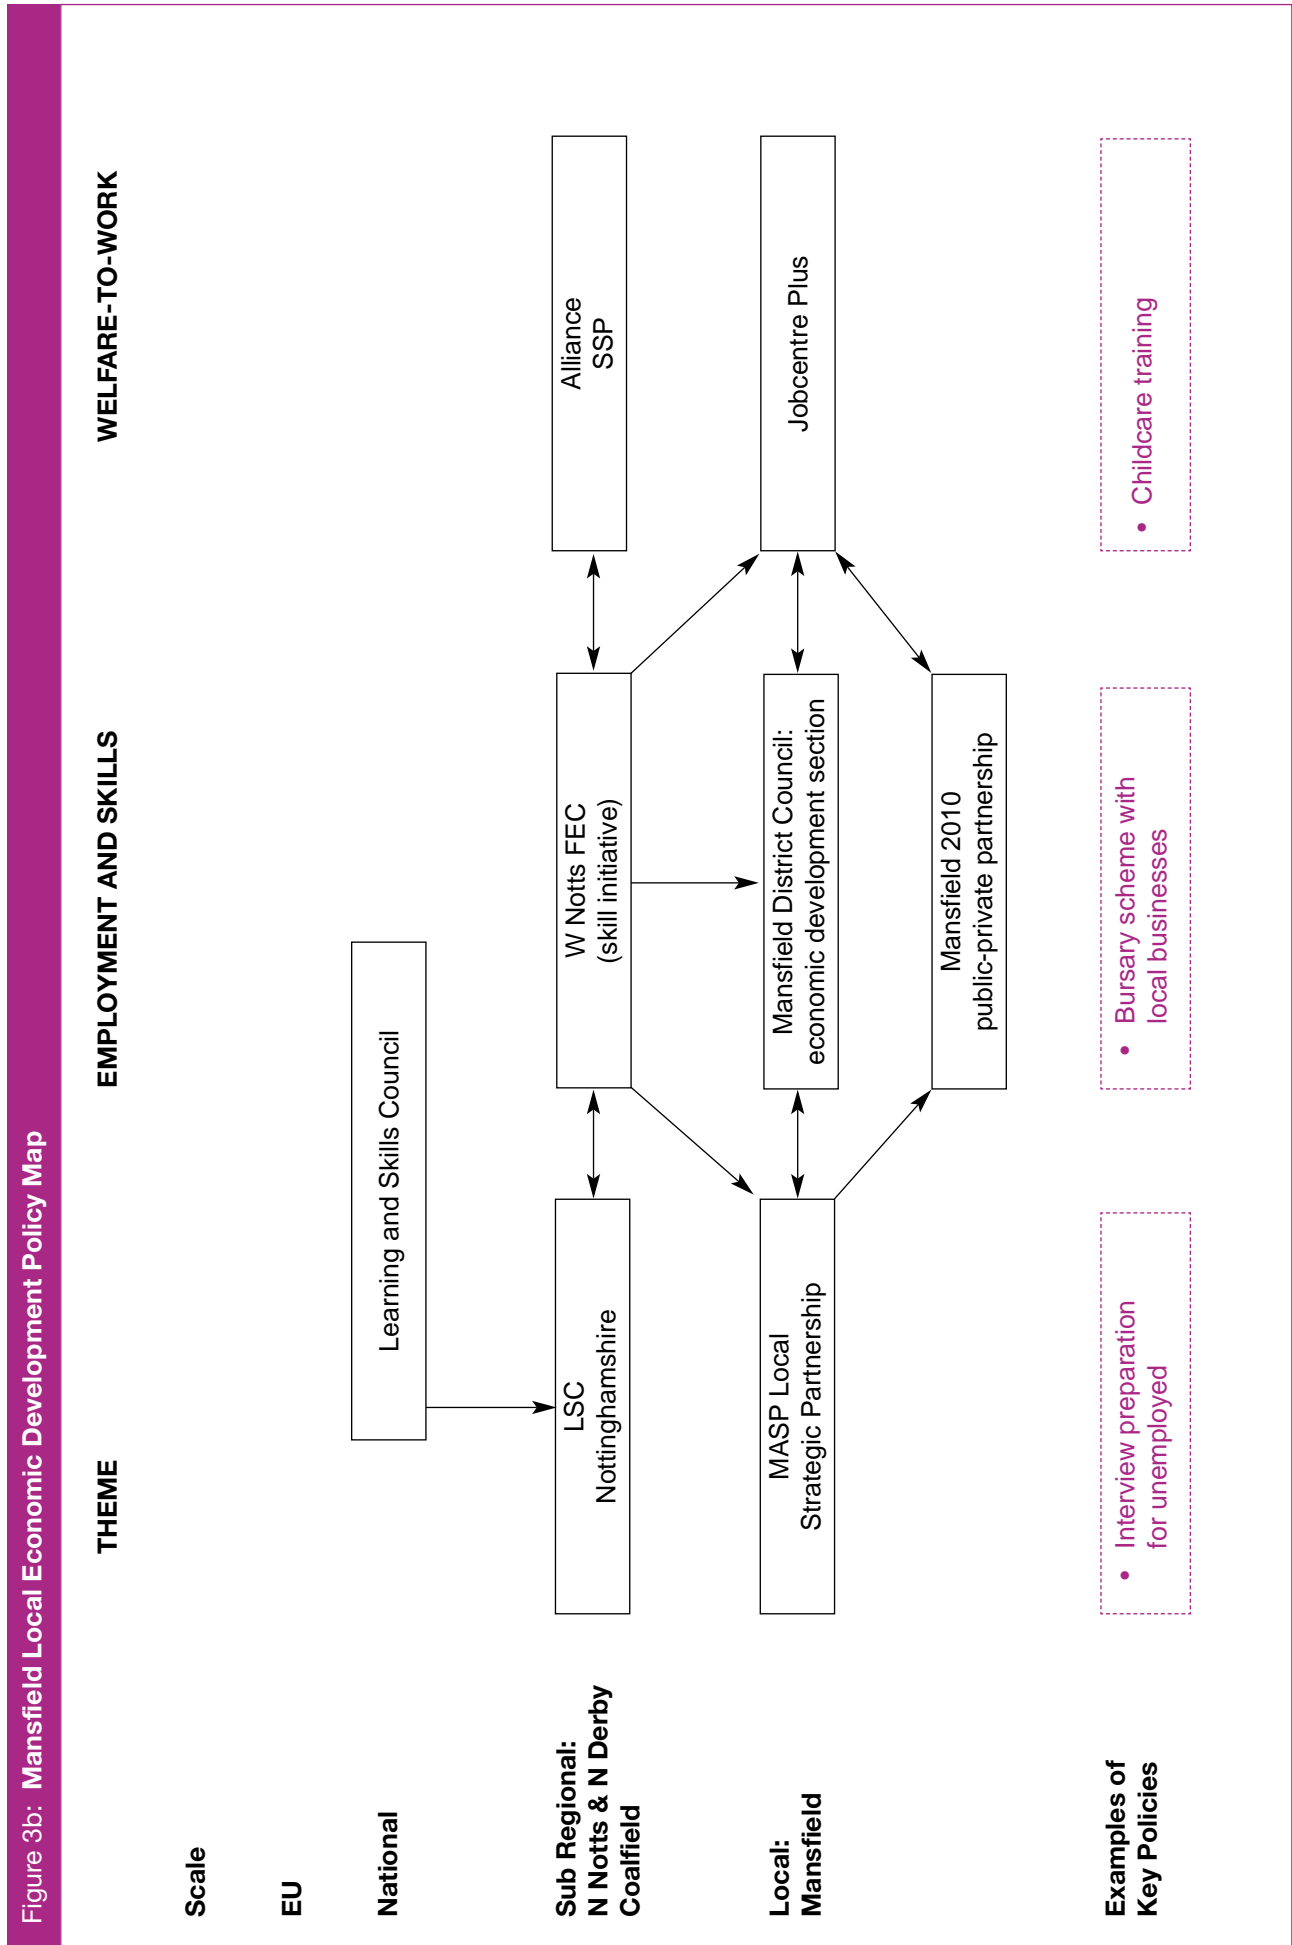 Figure 3b: Mansfield Local Economic Development Policy Map
THEME
EMPLOYMENT AND SKILLS
WELFARE-TO-WORK
Scale
EU
National
Learning and Skills Council
Sub Regional:
N Notts & N Derby
Coalfield
LSC
Nottinghamshire
W Notts FEC
(skill initiative)
Alliance
SSP
Local:
Mansfield
MASP Local
Strategic Partnership
Mansfield District Council:
economic development section
Jobcentre Plus
Mansfield 2010
public-private partnership
Examples of
Key Policies
• Interview preparation
for unemployed
• Bursary scheme with
local businesses
• Childcare training